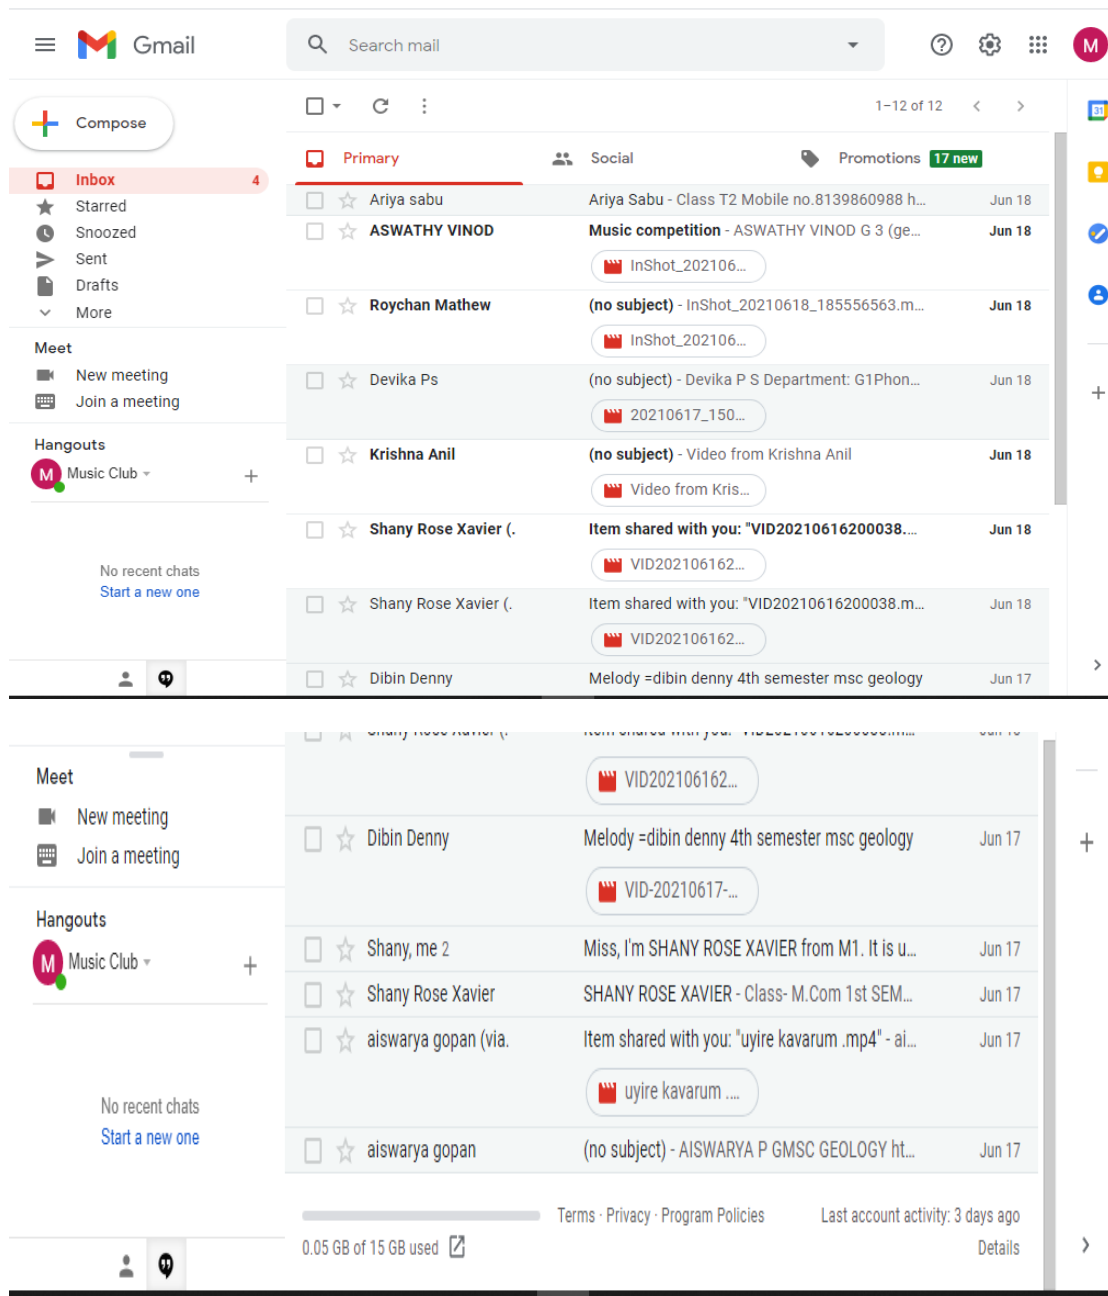 Gmail
Search mail
M
Compose
1–12 of 12
31
Primary
Social
Promotions 17 new
Inbox 4
Starred
Snoozed
Sent
Drafts
More
Meet
New meeting
Join a meeting
Hangouts
M Music Club
No recent chats
Start a new one
Ariya sabu Ariya Sabu - Class T2 Mobile no.8139860988 h... Jun 18
ASWATHY VINOD Music competition - ASWATHY VINOD G 3 (ge... Jun 18
InShot_202106...
Roychan Mathew (no subject) - InShot_20210618_185556563.m... Jun 18
InShot_202106...
Devika Ps (no subject) - Devika P S Department: G1Phon... Jun 18
20210617_150...
Krishna Anil (no subject) - Video from Krishna Anil Jun 18
Video from Kris...
Shany Rose Xavier (. Item shared with you: "VID20210616200038.... Jun 18
VID202106162...
Shany Rose Xavier (. Item shared with you: "VID20210616200038.m... Jun 18
VID202106162...
Dibin Denny Melody =dibin denny 4th semester msc geology Jun 17
Meet
New meeting
Join a meeting
Hangouts
M Music Club
No recent chats
Start a new one
Shany Rose Xavier (. Item shared with you: "VID20210616200038.m... Jun 18
VID202106162...
Dibin Denny Melody =dibin denny 4th semester msc geology Jun 17
VID-20210617-...
Shany, me 2 Miss, I'm SHANY ROSE XAVIER from M1. It is u... Jun 17
Shany Rose Xavier SHANY ROSE XAVIER - Class- M.Com 1st SEM... Jun 17
aiswarya gopan (via. Item shared with you: "uyire kavarum .mp4" - ai... Jun 17
uyire kavarum ....
aiswarya gopan (no subject) - AISWARYA P GMSC GEOLOGY ht... Jun 17
Terms · Privacy · Program Policies
Last account activity: 3 days ago
0.05 GB of 15 GB used
Details